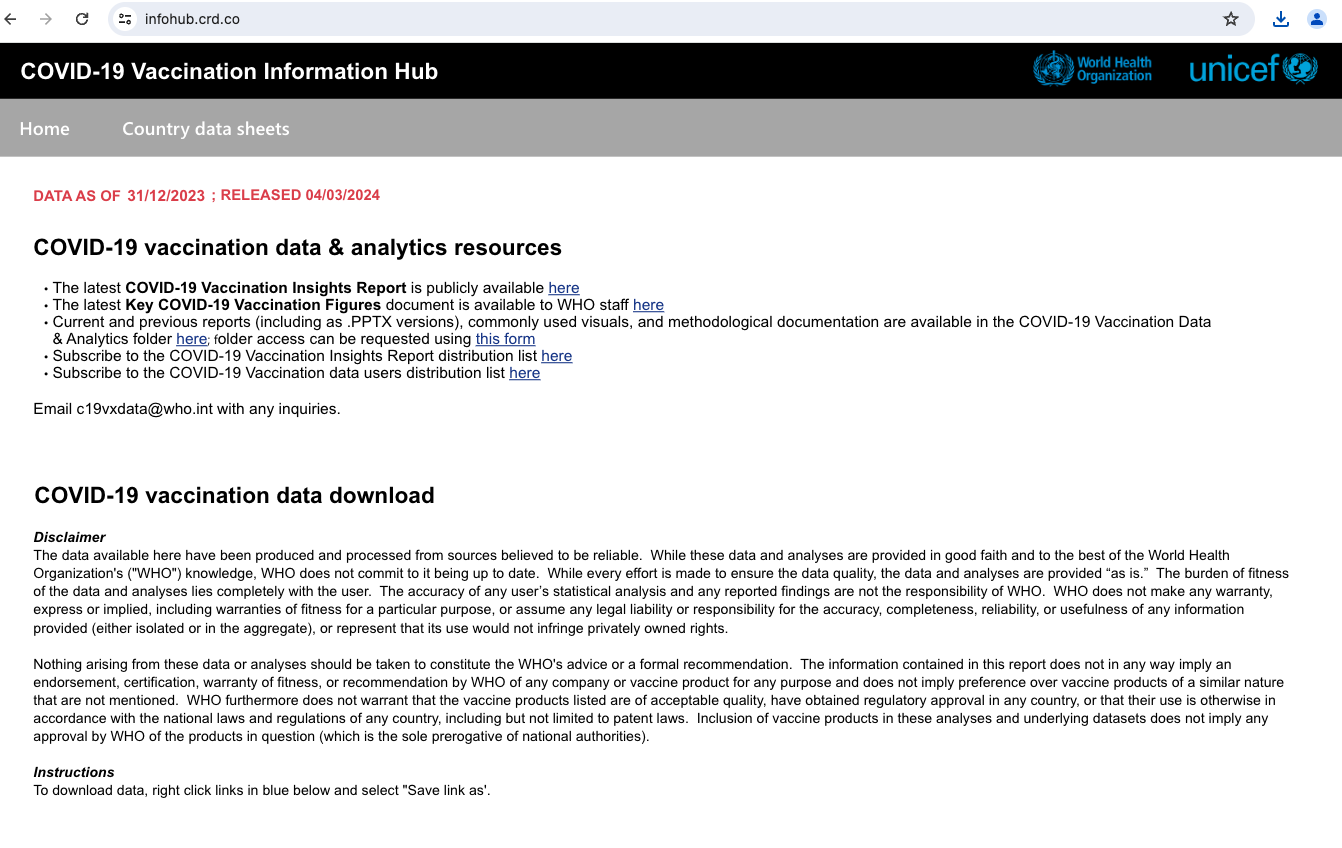 infohub.crd.co
COVID-19 Vaccination Information Hub
World Health
Organization
unicef
Home
Country data sheets
DATA AS OF 31/12/2023 ; RELEASED 04/03/2024
COVID-19 vaccination data & analytics resources
• The latest COVID-19 Vaccination Insights Report is publicly available here
• The latest Key COVID-19 Vaccination Figures document is available to WHO staff here
• Current and previous reports (including as .PPTX versions), commonly used visuals, and methodological documentation are available in the COVID-19 Vaccination Data
& Analytics folder here; folder access can be requested using this form
• Subscribe to the COVID-19 Vaccination Insights Report distribution list here
• Subscribe to the COVID-19 Vaccination data users distribution list here
Email c19vxdata@who.int with any inquiries.
COVID-19 vaccination data download
Disclaimer
The data available here have been produced and processed from sources believed to be reliable.  While these data and analyses are provided in good faith and to the best of the World Health
Organization's ("WHO") knowledge, WHO does not commit to it being up to date.  While every effort is made to ensure the data quality, the data and analyses are provided “as is.”  The burden of fitness
of the data and analyses lies completely with the user.  The accuracy of any user’s statistical analysis and any reported findings are not the responsibility of WHO.  WHO does not make any warranty,
express or implied, including warranties of fitness for a particular purpose, or assume any legal liability or responsibility for the accuracy, completeness, reliability, or usefulness of any information
provided (either isolated or in the aggregate), or represent that its use would not infringe privately owned rights.
Nothing arising from these data or analyses should be taken to constitute the WHO's advice or a formal recommendation.  The information contained in this report does not in any way imply an
endorsement, certification, warranty of fitness, or recommendation by WHO of any company or vaccine product for any purpose and does not imply preference over vaccine products of a similar nature
that are not mentioned.  WHO furthermore does not warrant that the vaccine products listed are of acceptable quality, have obtained regulatory approval in any country, or that their use is otherwise in
accordance with the national laws and regulations of any country, including but not limited to patent laws.  Inclusion of vaccine products in these analyses and underlying datasets does not imply any
approval by WHO of the products in question (which is the sole prerogative of national authorities).
Instructions
To download data, right click links in blue below and select "Save link as'.